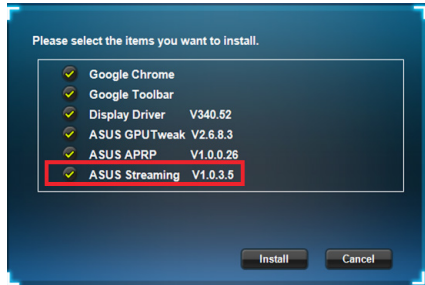 Please select the items you want to install.
Google Chrome
Google Toolbar
Display Driver V340.52
ASUS GPUTweak V2.6.8.3
ASUS APRP V1.0.0.26
ASUS Streaming V1.0.3.5
Install Cancel